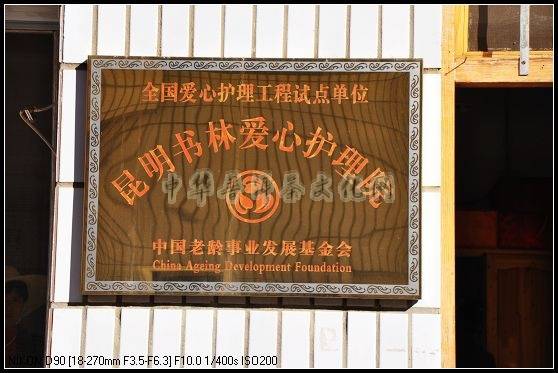 全国爱心护理工程试点单位
昆明书林爱心护理院
中国老龄事业发展基金会
China Ageing Development Foundation
NIKON D90 [18-270mm F3.5-F6.3] F10.0 1/400s ISO200